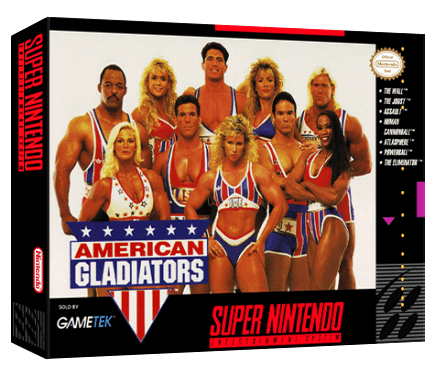 SUPER NINTENDO
Nintendo
Official
Nintendo
Seal
THE WALL™
THE JOUST™
ASSAULT
HUMAN
CANNONBALL™
ATLASPHERE™
POWERBALL™
THE ELIMINATOR™
AMERICAN
GLADIATORS
SOLD BY
GAMETEK
SUPER NINTENDO
ENTERTAINMENT SYSTEM